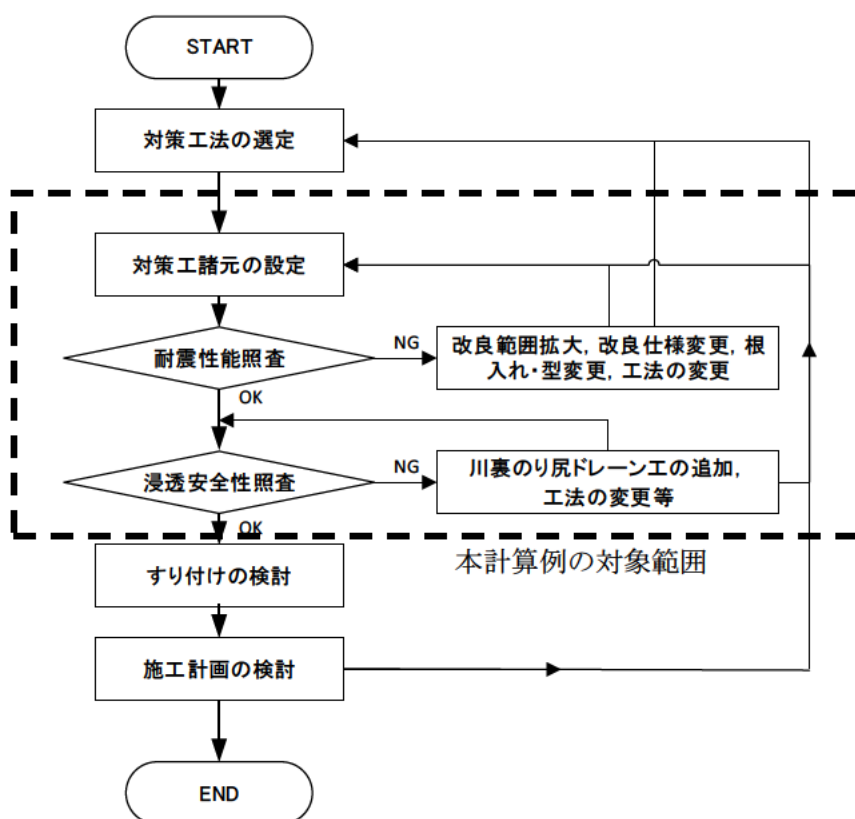 START
対策工法の選定
対策工諸元の設定
耐震性能照査
NG
改良範囲拡大, 改良仕様変更, 根
入れ・型変更, 工法の変更
OK
浸透安全性照査
NG
川裏のり尻ドレーン工の追加,
工法の変更等
OK
本計算例の対象範囲
すり付けの検討
施工計画の検討
END